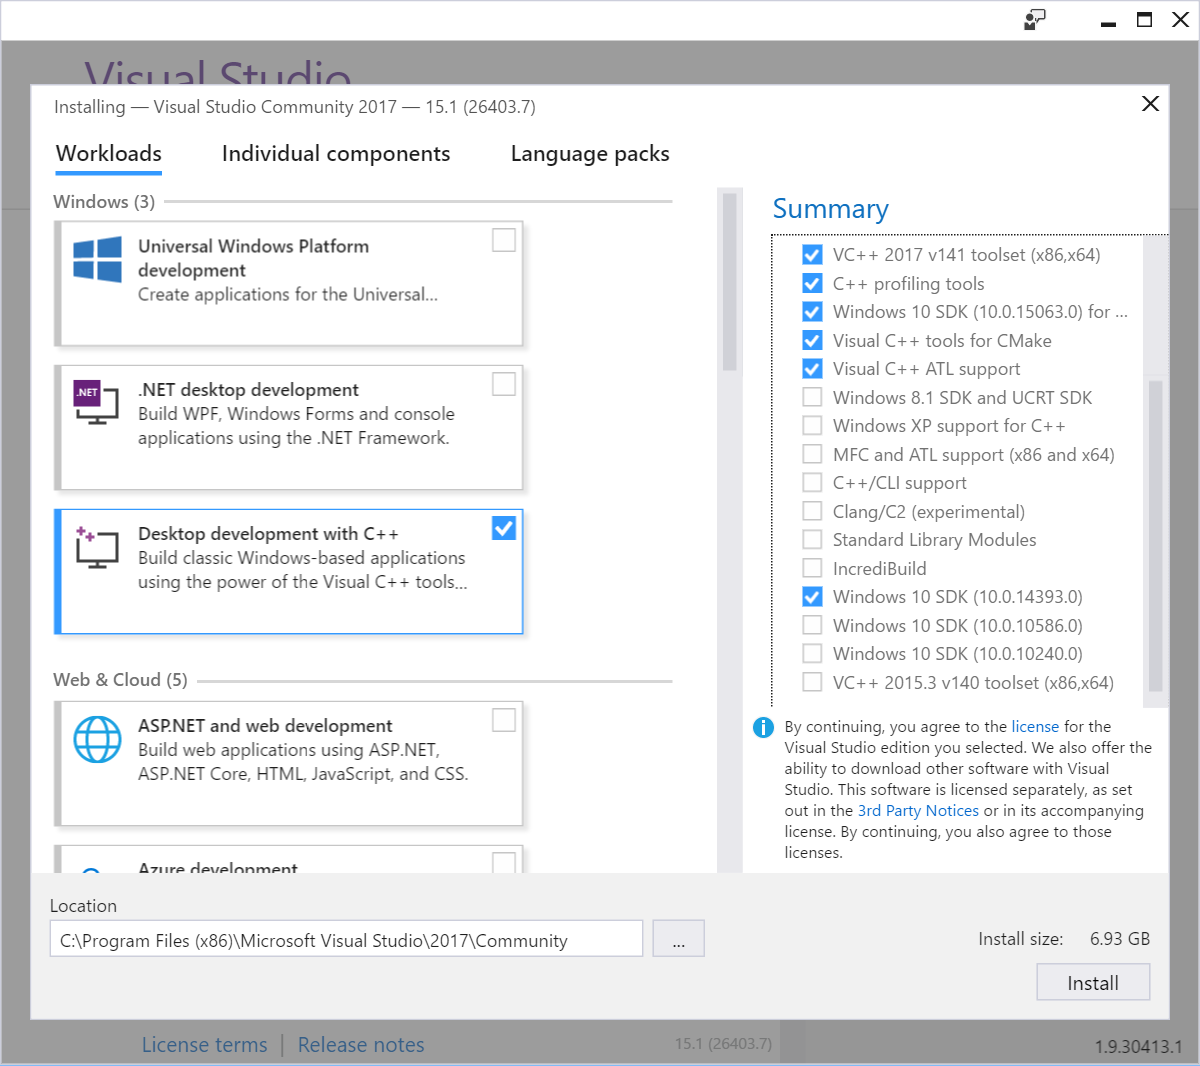 Visual Studio
Installing — Visual Studio Community 2017 — 15.1 (26403.7)
Workloads
Individual components
Language packs
Windows (3)
Universal Windows Platform
development
Create applications for the Universal...
.NET
.NET desktop development
Build WPF, Windows Forms and console
applications using the .NET Framework.
Desktop development with C++
Build classic Windows-based applications
using the power of the Visual C++ tools...
Web & Cloud (5)
ASP.NET and web development
Build web applications using ASP.NET,
ASP.NET Core, HTML, JavaScript, and CSS.
Azure development
Summary
VC++ 2017 v141 toolset (x86,x64)
C++ profiling tools
Windows 10 SDK (10.0.15063.0) for ...
Visual C++ tools for CMake
Visual C++ ATL support
Windows 8.1 SDK and UCRT SDK
Windows XP support for C++
MFC and ATL support (x86 and x64)
C++/CLI support
Clang/C2 (experimental)
Standard Library Modules
IncrediBuild
Windows 10 SDK (10.0.14393.0)
Windows 10 SDK (10.0.10586.0)
Windows 10 SDK (10.0.10240.0)
VC++ 2015.3 v140 toolset (x86,x64)
By continuing, you agree to the license for the
Visual Studio edition you selected. We also offer the
ability to download other software with Visual
Studio. This software is licensed separately, as set
out in the 3rd Party Notices or in its accompanying
license. By continuing, you also agree to those
licenses.
Location
C:\Program Files (x86)\Microsoft Visual Studio\2017\Community
...
Install size: 6.93 GB
Install
License terms | Release notes
15.1 (26403.7)
1.9.30413.1